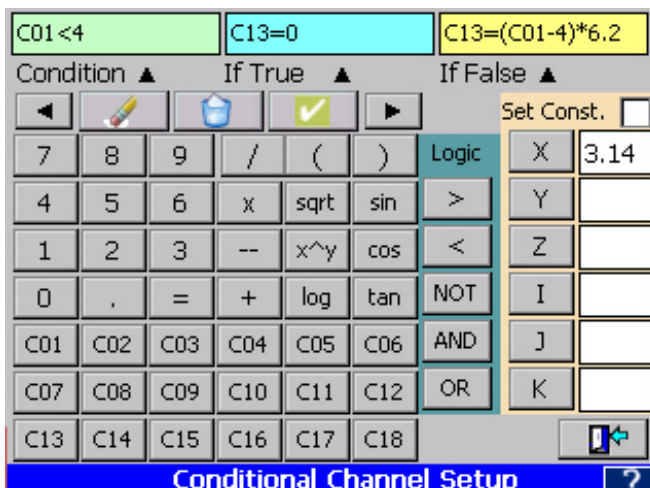 C01<4 C13=0 C13=(C01-4)*6.2
Condition ▲ If True ▲ If False ▲
Set Const.
7 8 9 / ( ) Logic X 3.14
4 5 6 x sqrt sin > Y
1 2 3 -- x^y cos < Z
0 . = + log tan NOT I
C01 C02 C03 C04 C05 C06 AND J
C07 C08 C09 C10 C11 C12 OR K
C13 C14 C15 C16 C17 C18
Conditional Channel Setup ?